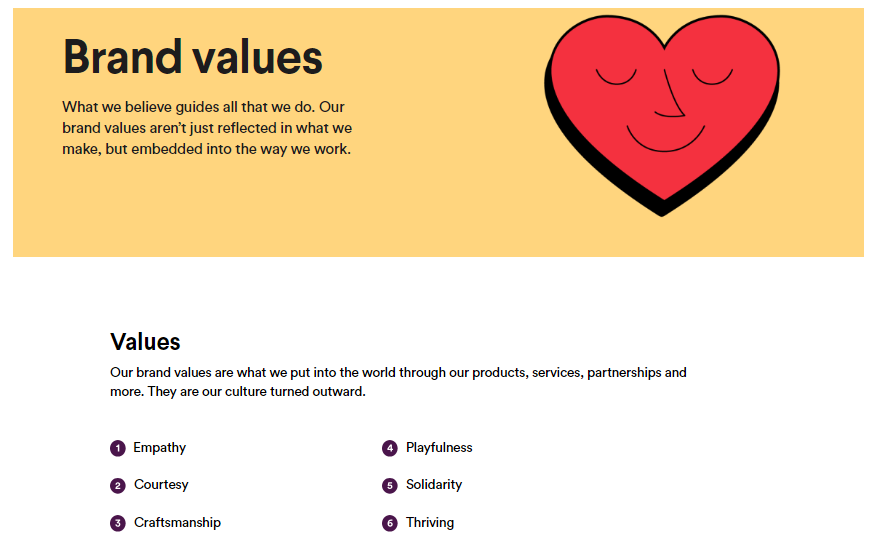 Brand values
What we believe guides all that we do. Our
brand values aren’t just reflected in what we
make, but embedded into the way we work.
Values
Our brand values are what we put into the world through our products, services, partnerships and
more. They are our culture turned outward.
1 Empathy
2 Courtesy
3 Craftsmanship
4 Playfulness
5 Solidarity
6 Thriving